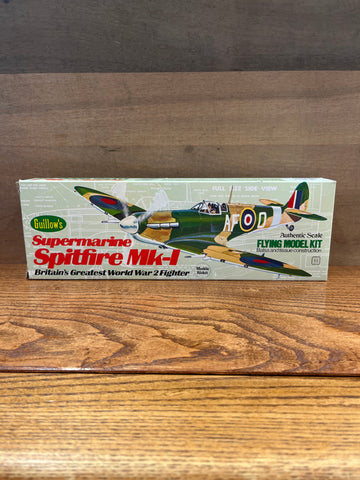 FULL SIZE SIDE VIEW
Guillow's
Supermarine
Spitfire Mk-I
Britain's Greatest World War 2 Fighter
AF D
Authentic Scale
FLYING MODEL KIT
Balsa and tissue construction